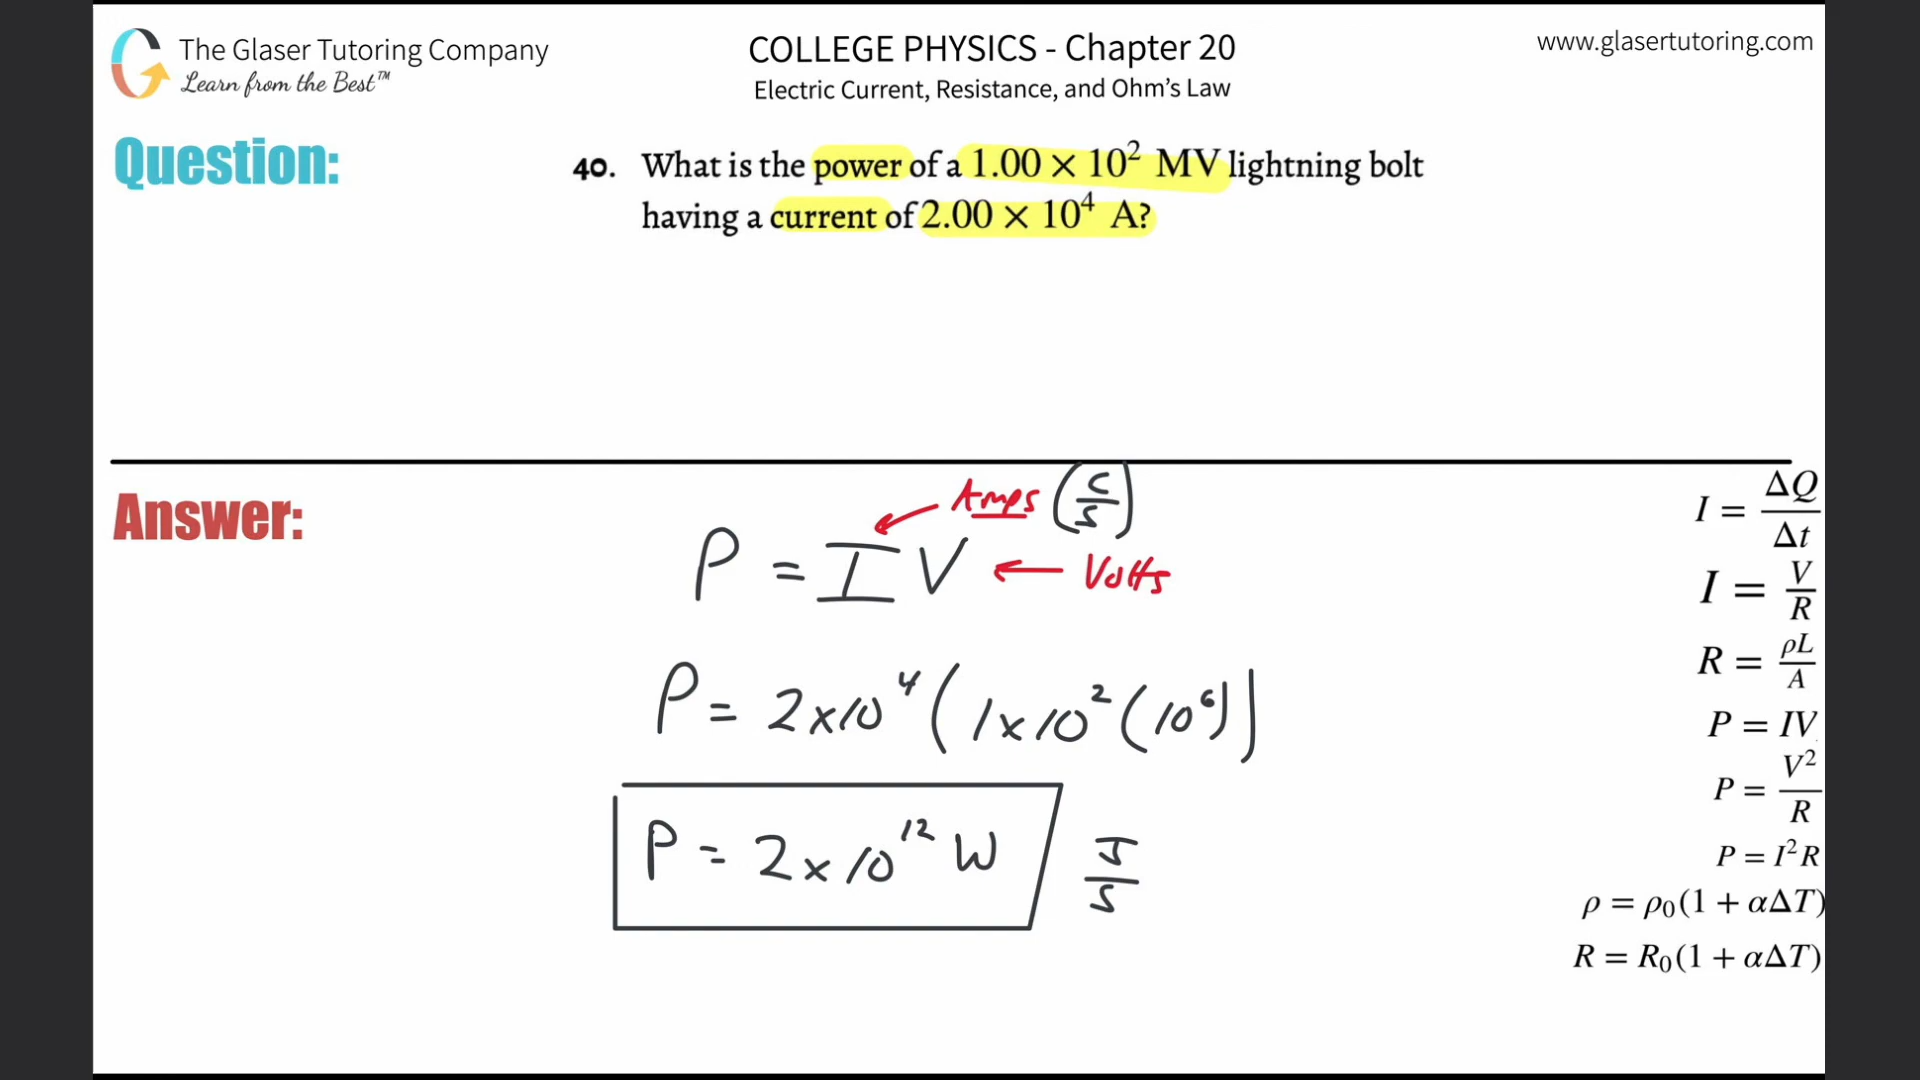 The Glaser Tutoring Company
Learn from the Best™
COLLEGE PHYSICS - Chapter 20
Electric Current, Resistance, and Ohm's Law
www.glasertutoring.com
Question:
40. What is the power of a 1.00 × 10² MV lightning bolt
having a current of 2.00 × 10⁴ A?
Answer:
Amps (C/S)
P = IV ← Volts
P = 2x10⁴ (1x10² (10⁶))
P = 2x10¹² W J/S
I = ΔQ/Δt
I = V/R
R = ρL/A
P = IV
P = V²/R
P = I²R
ρ = ρ₀(1 + αΔT)
R = R₀(1 + αΔT)